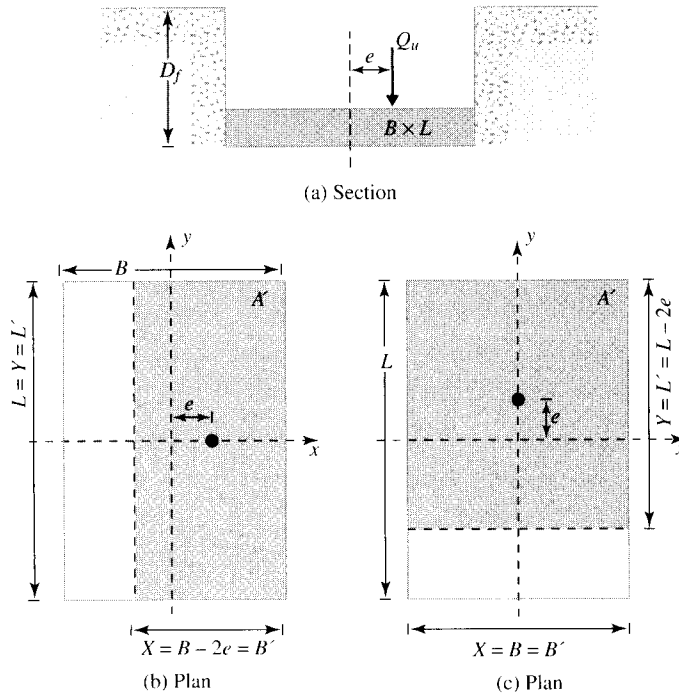 D_f
e
Q_u
B × L
(a) Section
y
B
A′
L = Y = L′
e
x
X = B − 2e = B′
(b) Plan
y
A′
L
e
Y = L′ = L − 2e
X = B = B′
(c) Plan